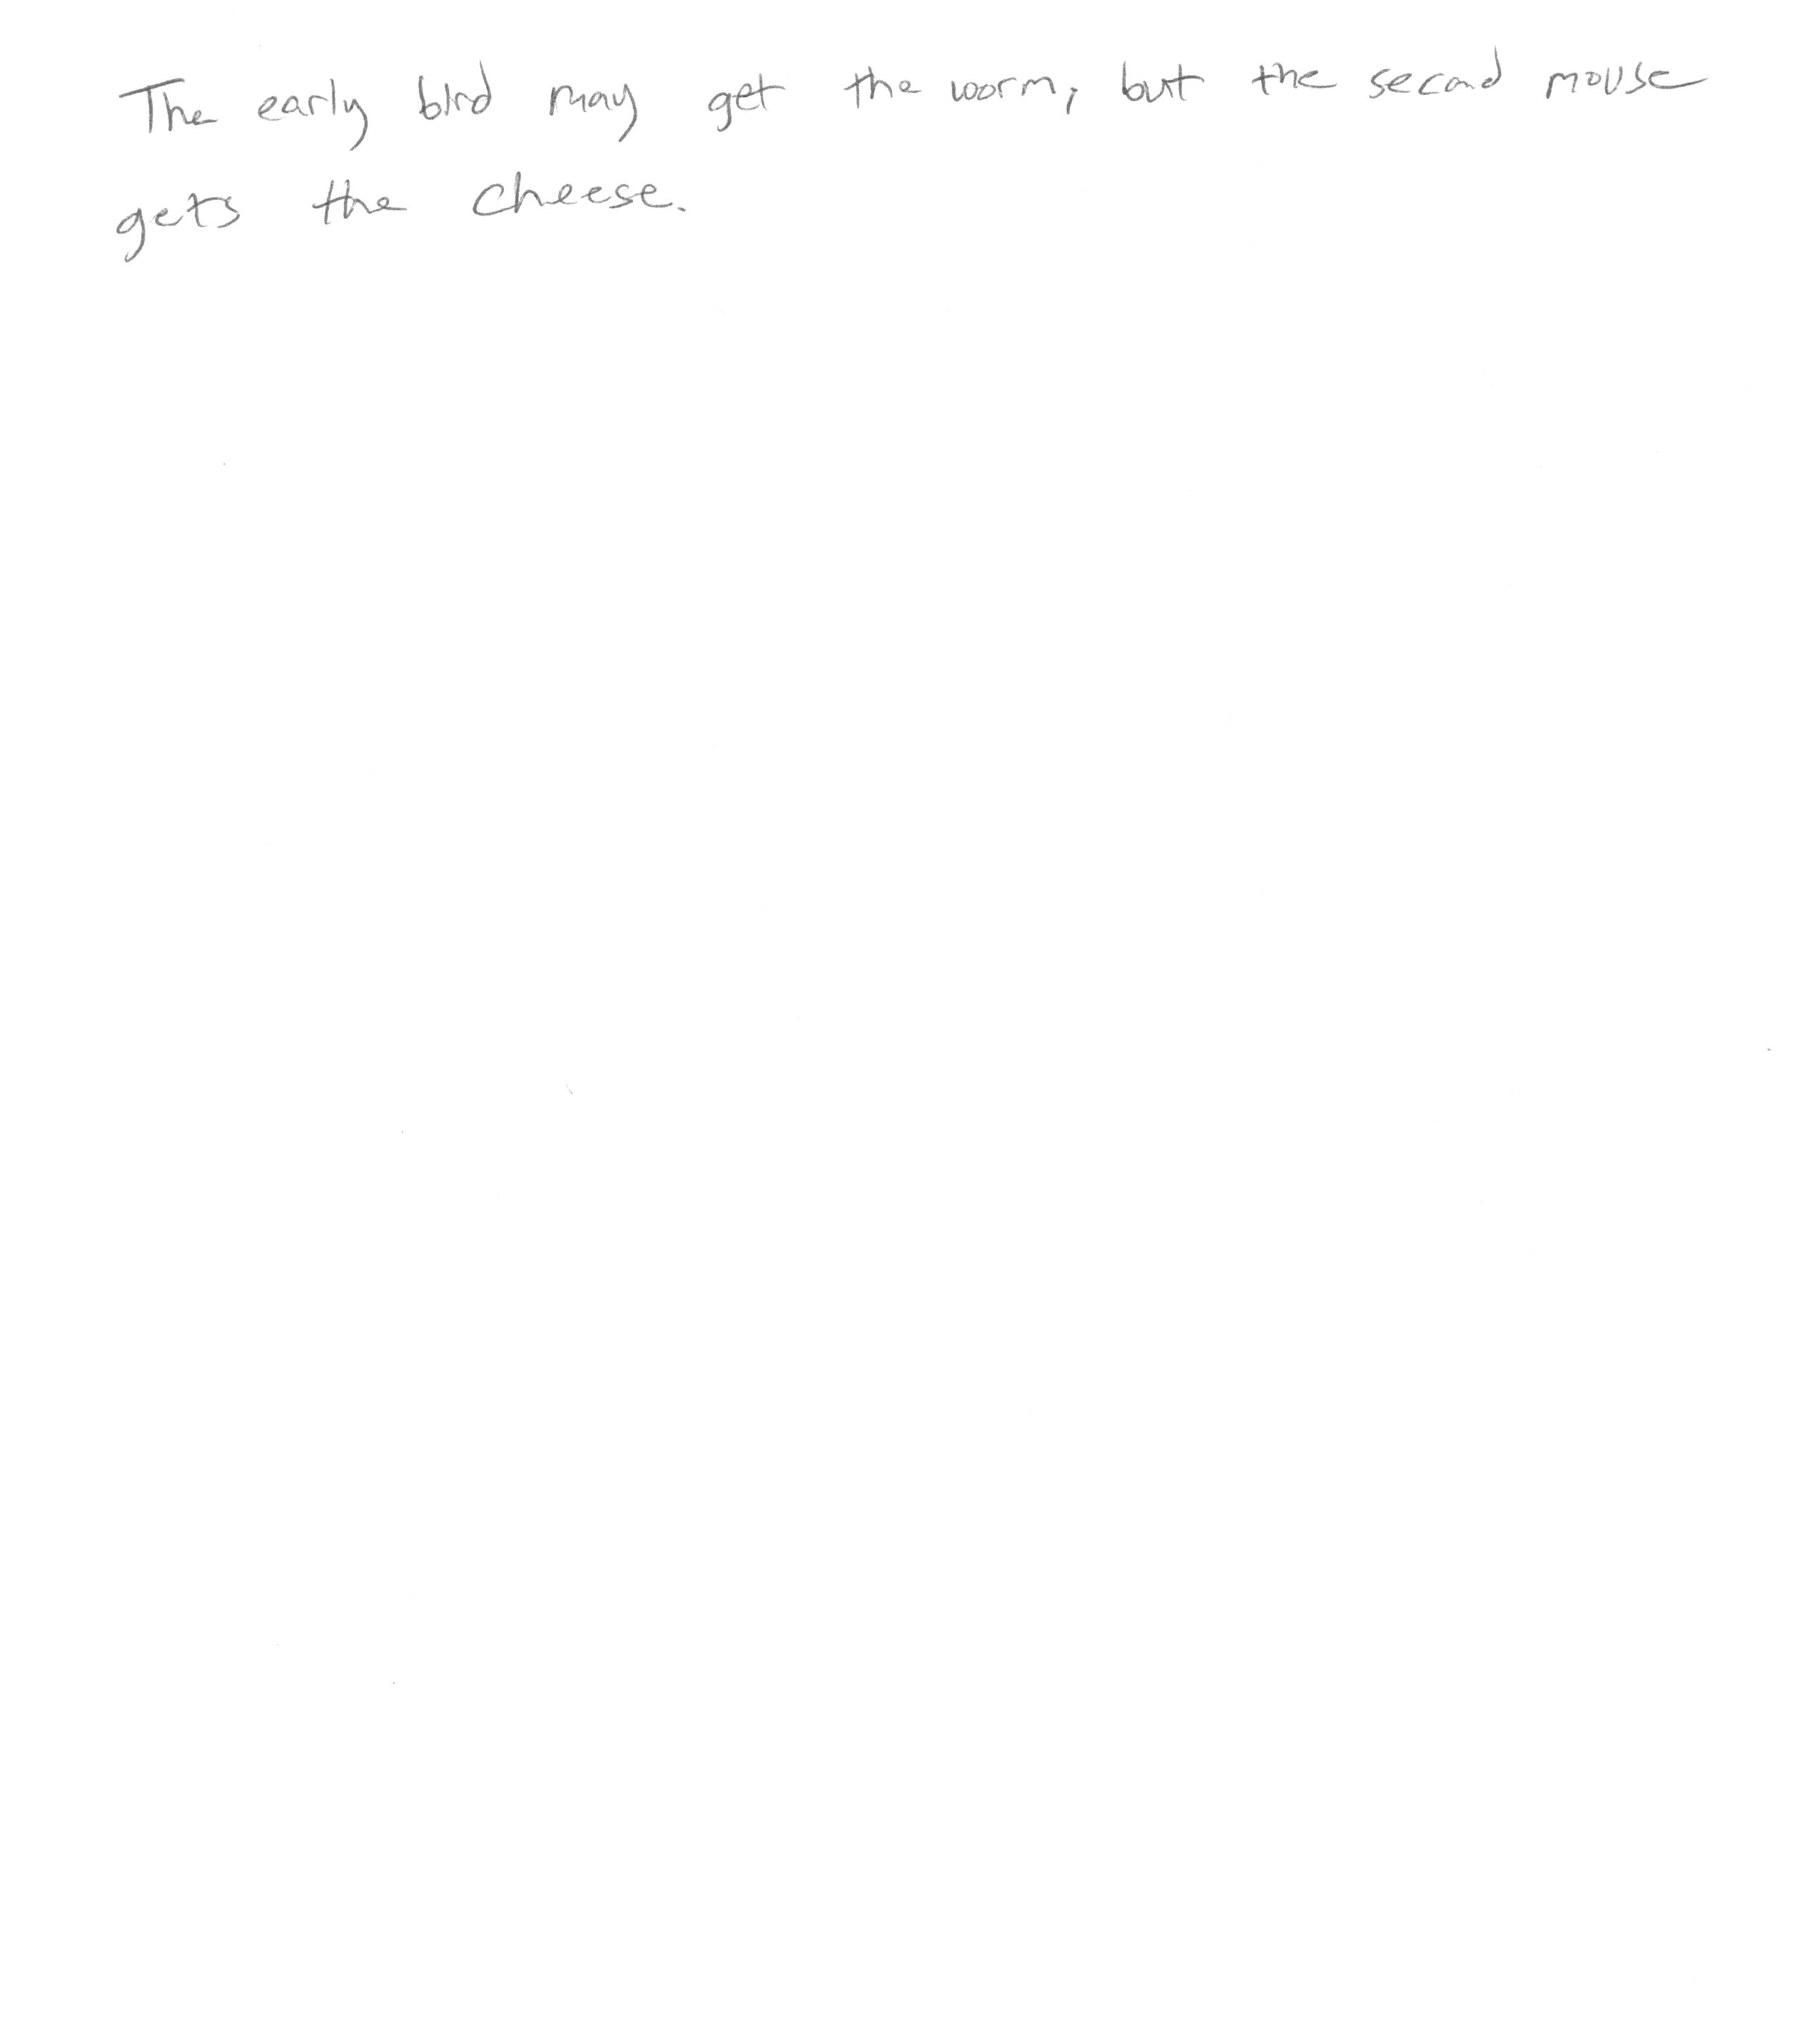 The early bird may get the worm, but the second mouse
gets the cheese.